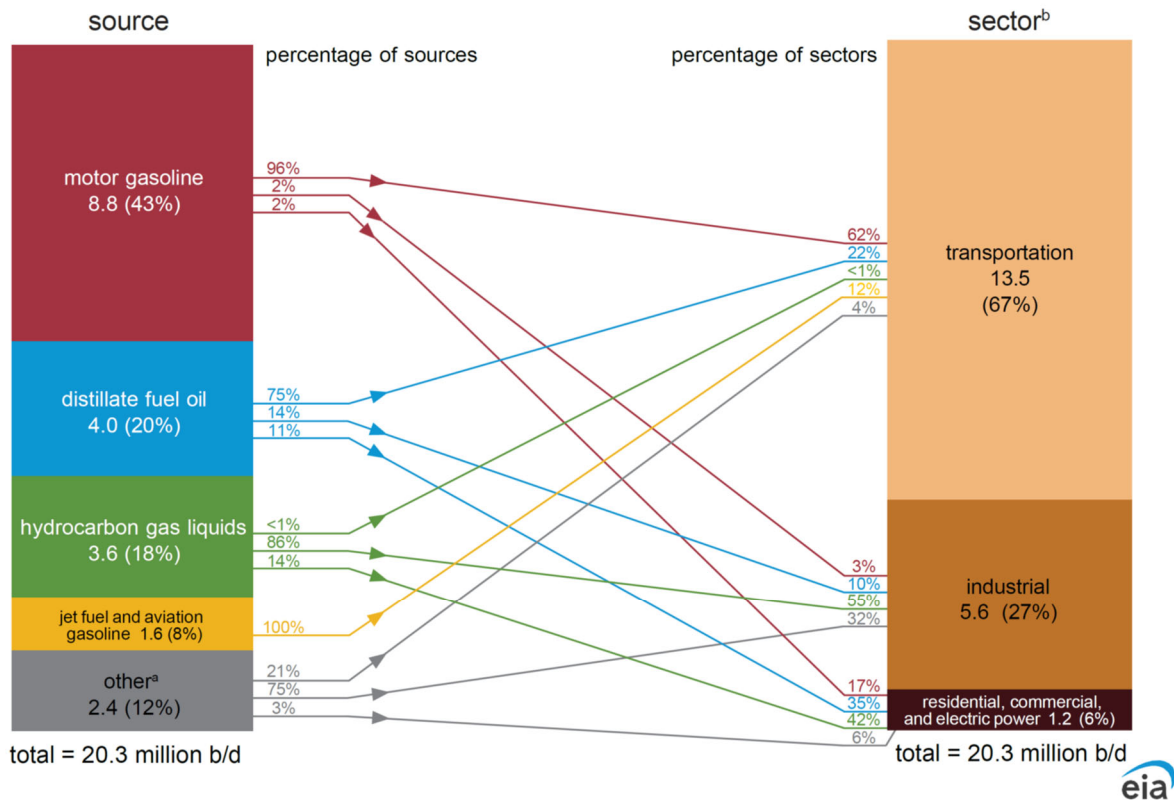 source
sectorᵇ
percentage of sources
percentage of sectors
motor gasoline
8.8 (43%)
96%
2%
2%
distillate fuel oil
4.0 (20%)
75%
14%
11%
hydrocarbon gas liquids
3.6 (18%)
<1%
86%
14%
jet fuel and aviation
gasoline 1.6 (8%)
100%
otherᵃ
2.4 (12%)
21%
75%
3%
total = 20.3 million b/d
62%
22%
<1%
12%
4%
transportation
13.5
(67%)
3%
10%
55%
32%
industrial
5.6 (27%)
17%
35%
42%
6%
residential, commercial,
and electric power 1.2 (6%)
total = 20.3 million b/d
eia